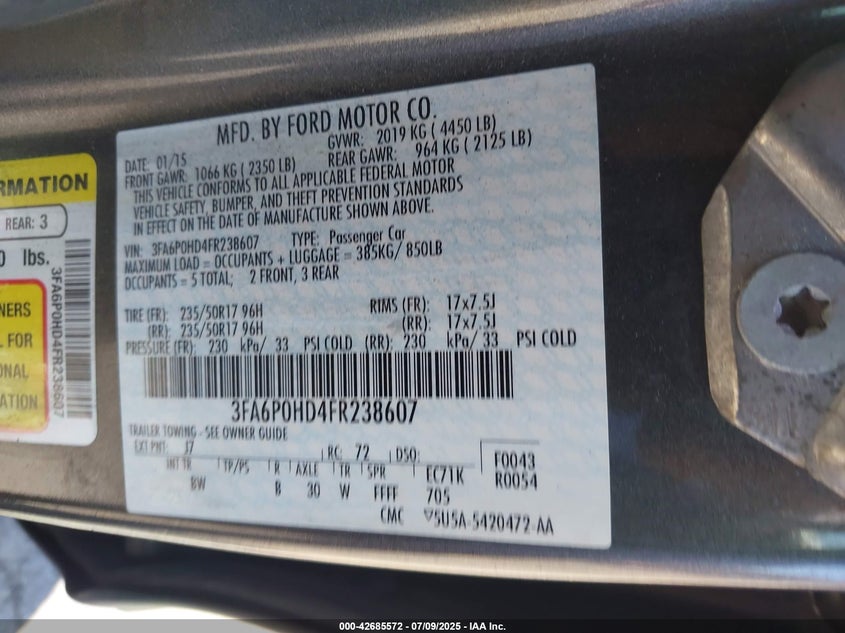 RMATION
REAR: 3
0 lbs.
NERS
L FOR
ONAL
ATION
3FA6P0HD4FR238607
MFD. BY FORD MOTOR CO.
DATE: 01/15 GVWR: 2019 KG ( 4450 LB)
FRONT GAWR: 1066 KG ( 2350 LB) REAR GAWR: 964 KG ( 2125 LB)
THIS VEHICLE CONFORMS TO ALL APPLICABLE FEDERAL MOTOR
VEHICLE SAFETY, BUMPER, AND THEFT PREVENTION STANDARDS
IN EFFECT ON THE DATE OF MANUFACTURE SHOWN ABOVE.
VIN: 3FA6P0HD4FR238607 TYPE: Passenger Car
MAXIMUM LOAD = OCCUPANTS + LUGGAGE = 385KG/ 850LB
OCCUPANTS = 5 TOTAL; 2 FRONT, 3 REAR
TIRE (FR): 235/50R17 96H RIMS (FR): 17x7.5J
(RR): 235/50R17 96H (RR): 17x7.5J
PRESSURE (FR): 230 kPa/ 33 PSI COLD (RR): 230 kPa/ 33 PSI COLD
3FA6P0HD4FR238607
TRAILER TOWING - SEE OWNER GUIDE
EXT PNT: J7 RC: 72 DSO: F0043
INT TR TP/PS R AXLE TR SPR EC71K R0054
BW B 30 W FFFF 705
CMC 5U5A-5420472-AA
000-42685572 | 07/09/2025 - IAA Inc.